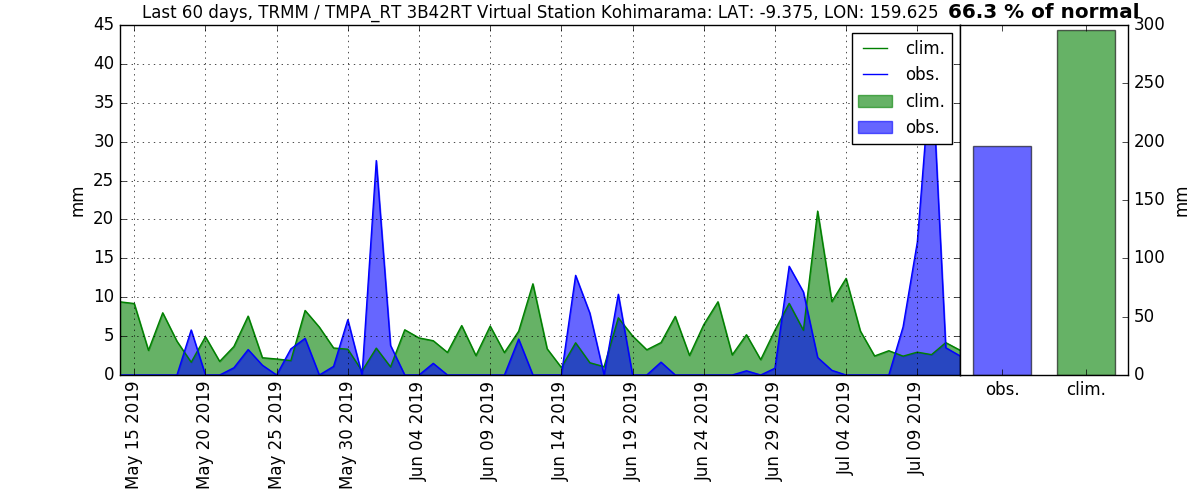 Last 60 days, TRMM / TMPA_RT 3B42RT Virtual Station Kohimarama: LAT: -9.375, LON: 159.625 66.3 % of normal
45
40
35
30
25
20
15
10
5
0
mm
clim.
obs.
clim.
obs.
300
250
200
150
100
50
0
mm
May 15 2019
May 20 2019
May 25 2019
May 30 2019
Jun 04 2019
Jun 09 2019
Jun 14 2019
Jun 19 2019
Jun 24 2019
Jun 29 2019
Jul 04 2019
Jul 09 2019
obs. clim.